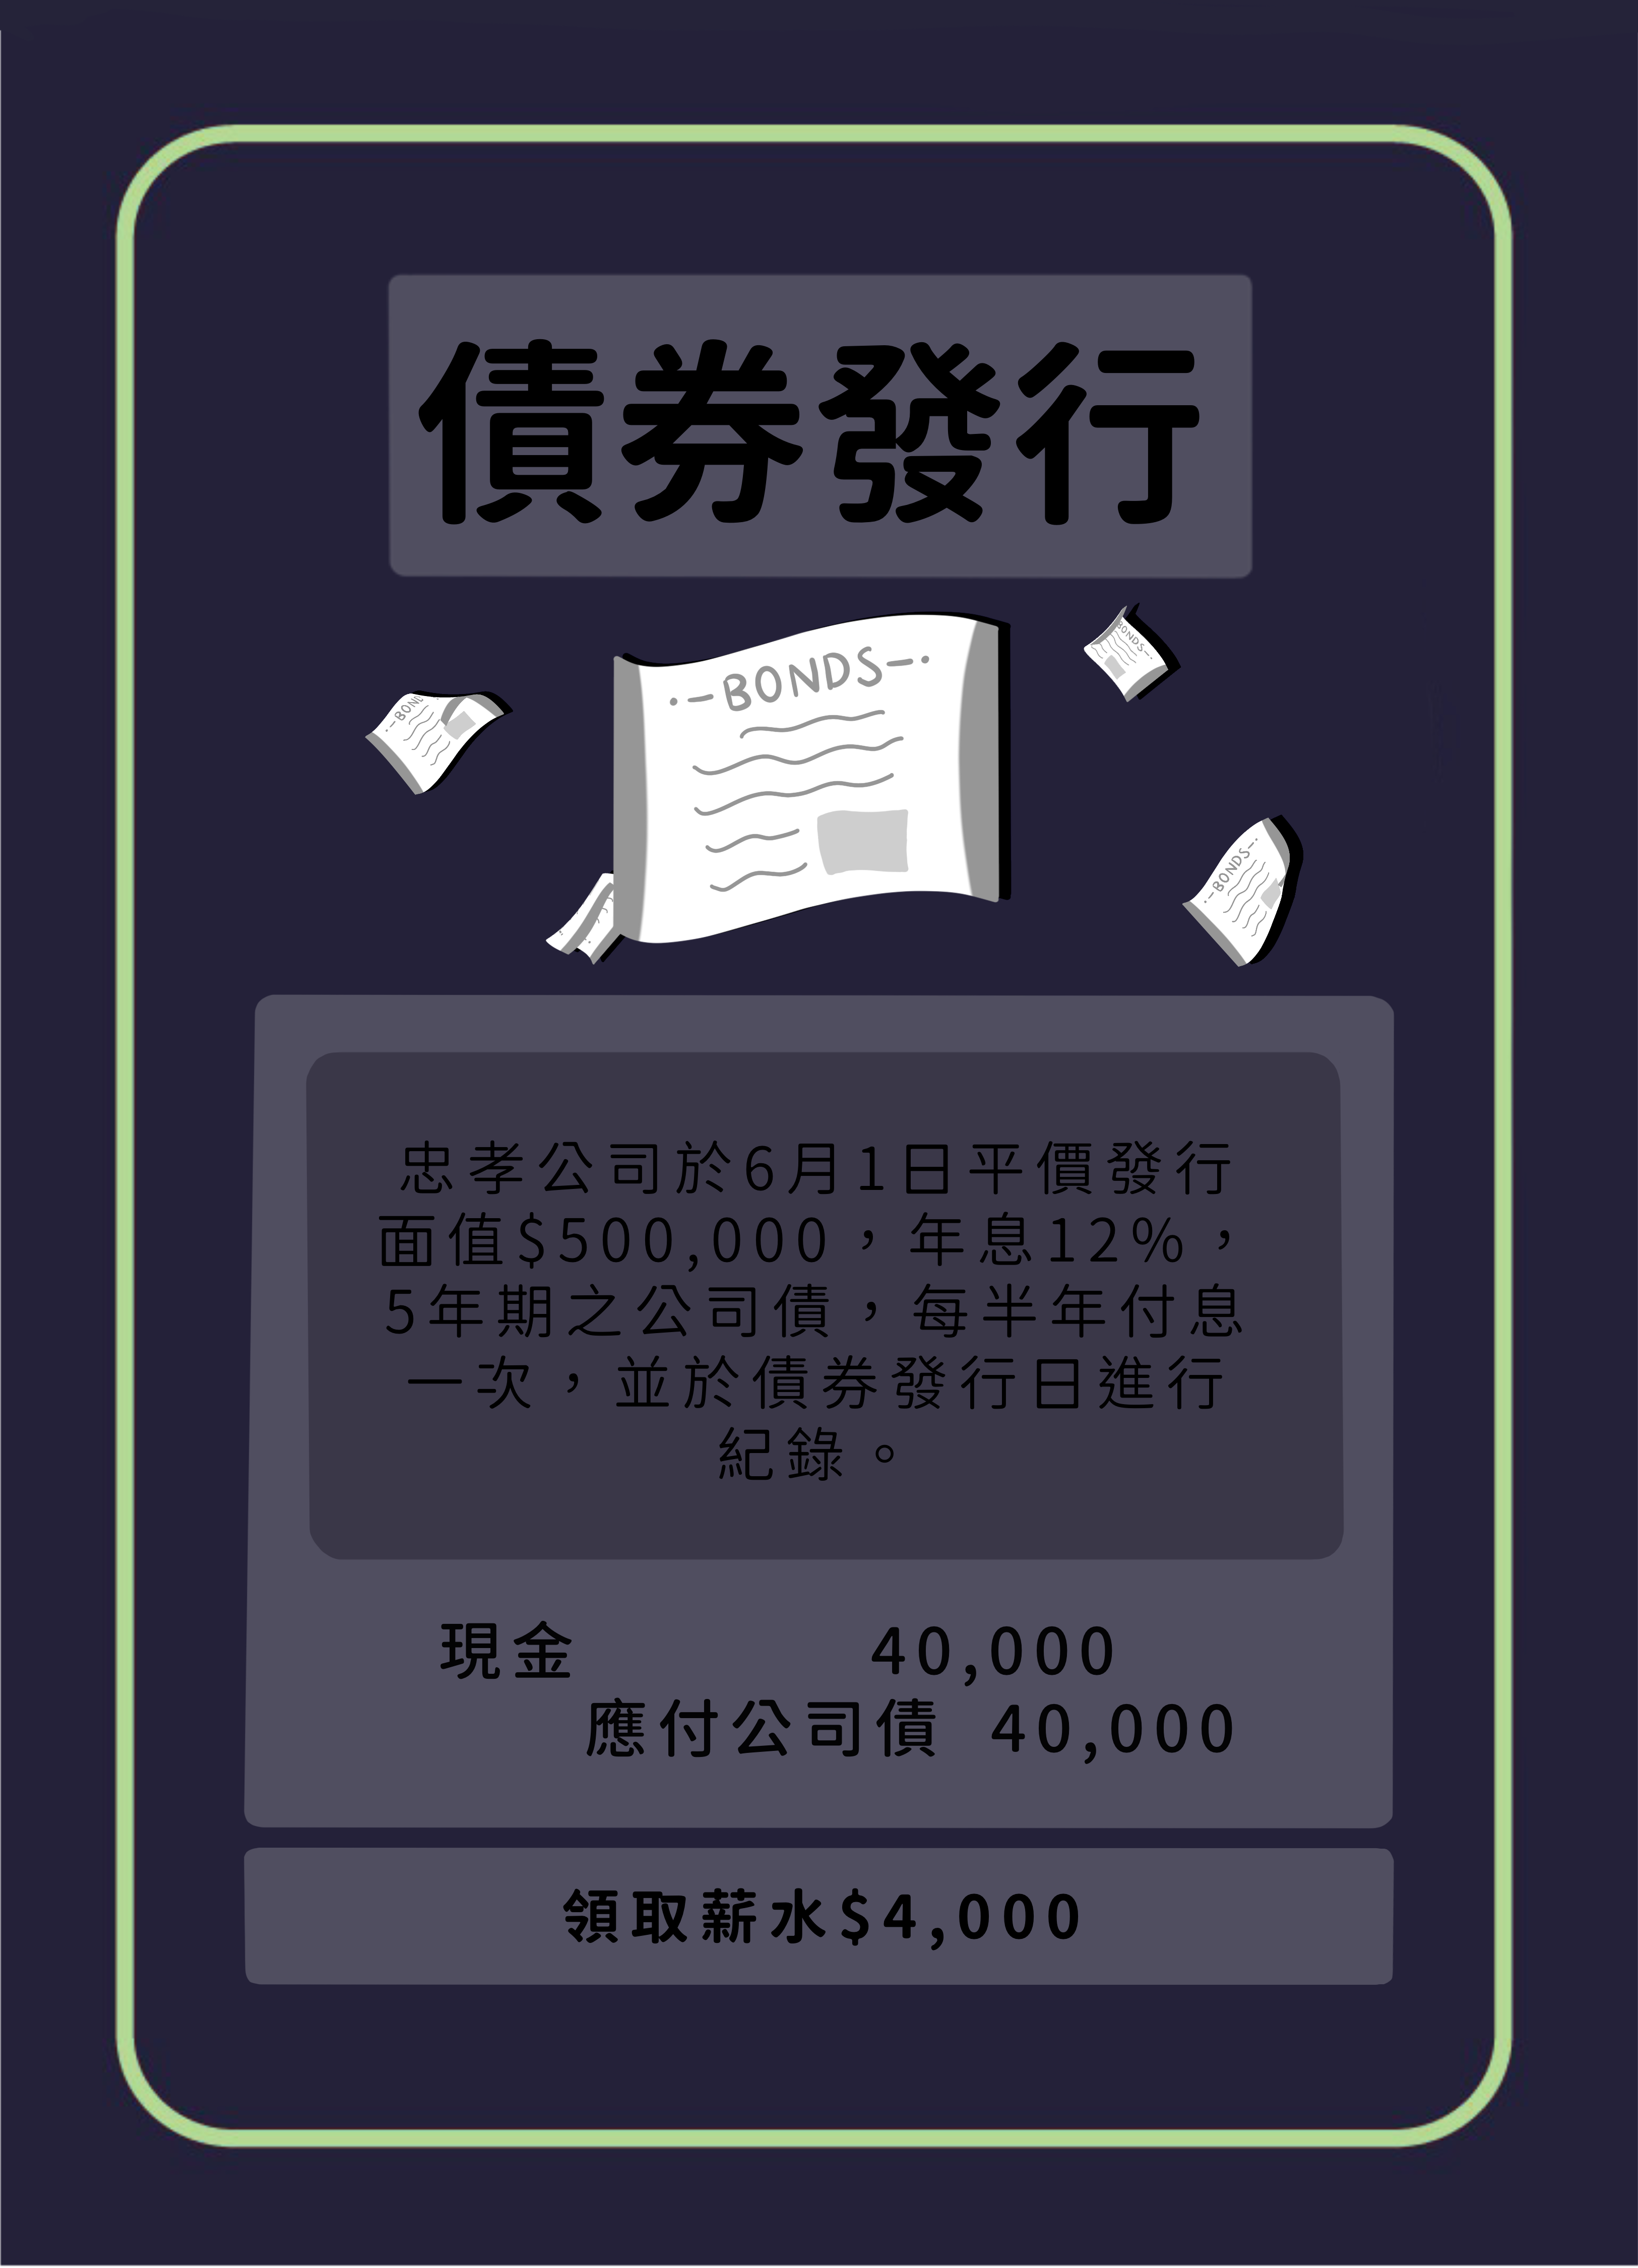 債券發行
BONDS
BOND
BONDS
BONDS
忠孝公司於6月1日平價發行
面值$500,000，年息12%，
5年期之公司債，每半年付息
一次，並於債券發行日進行
紀錄。
現金 40,000
應付公司債 40,000
領取薪水$4,000